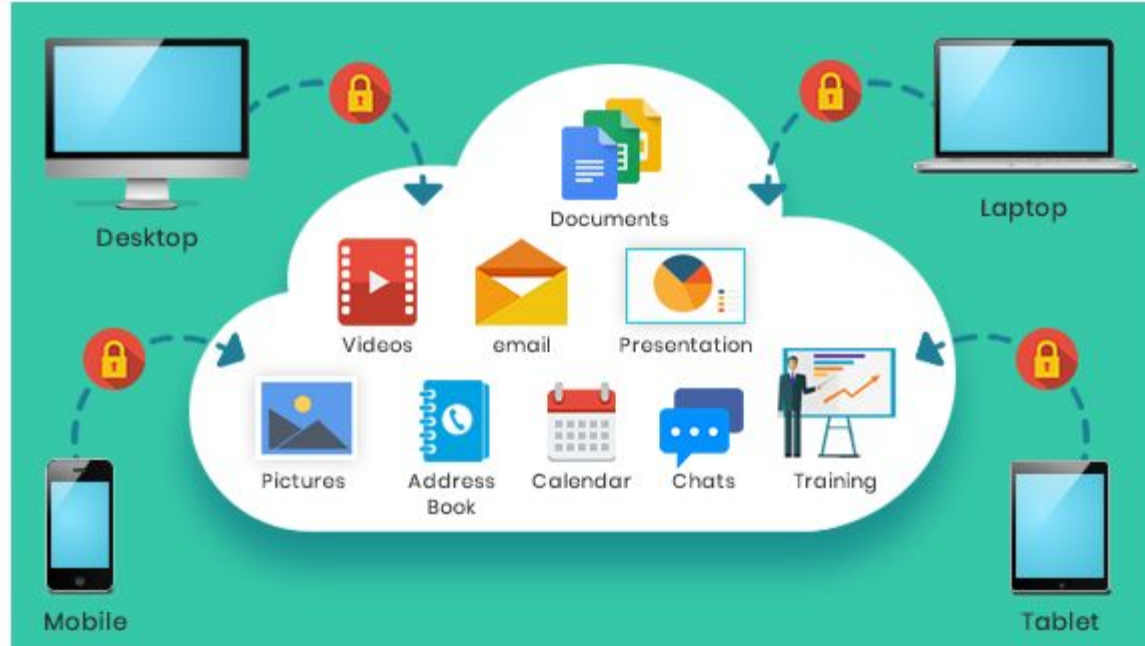 Documents
Desktop
Laptop
Videos
email
Presentation
Pictures
Address
Book
Calendar
Chats
Training
Mobile
Tablet